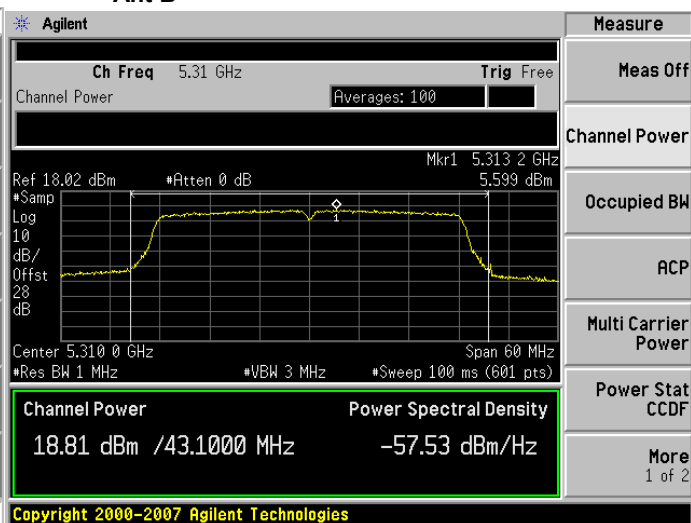 Agilent
Measure
Ch Freq 5.31 GHz Trig Free
Channel Power Averages: 100
Mkr1 5.313 2 GHz
Ref 18.02 dBm #Atten 0 dB 5.599 dBm
#Samp
Log
10
dB/
Offst
28
dB
1
Center 5.310 0 GHz Span 60 MHz
#Res BW 1 MHz #VBW 3 MHz #Sweep 100 ms (601 pts)
Channel Power Power Spectral Density
18.81 dBm /43.1000 MHz -57.53 dBm/Hz
Meas Off
Channel Power
Occupied BW
ACP
Multi Carrier
Power
Power Stat
CCDF
More
1 of 2
Copyright 2000-2007 Agilent Technologies